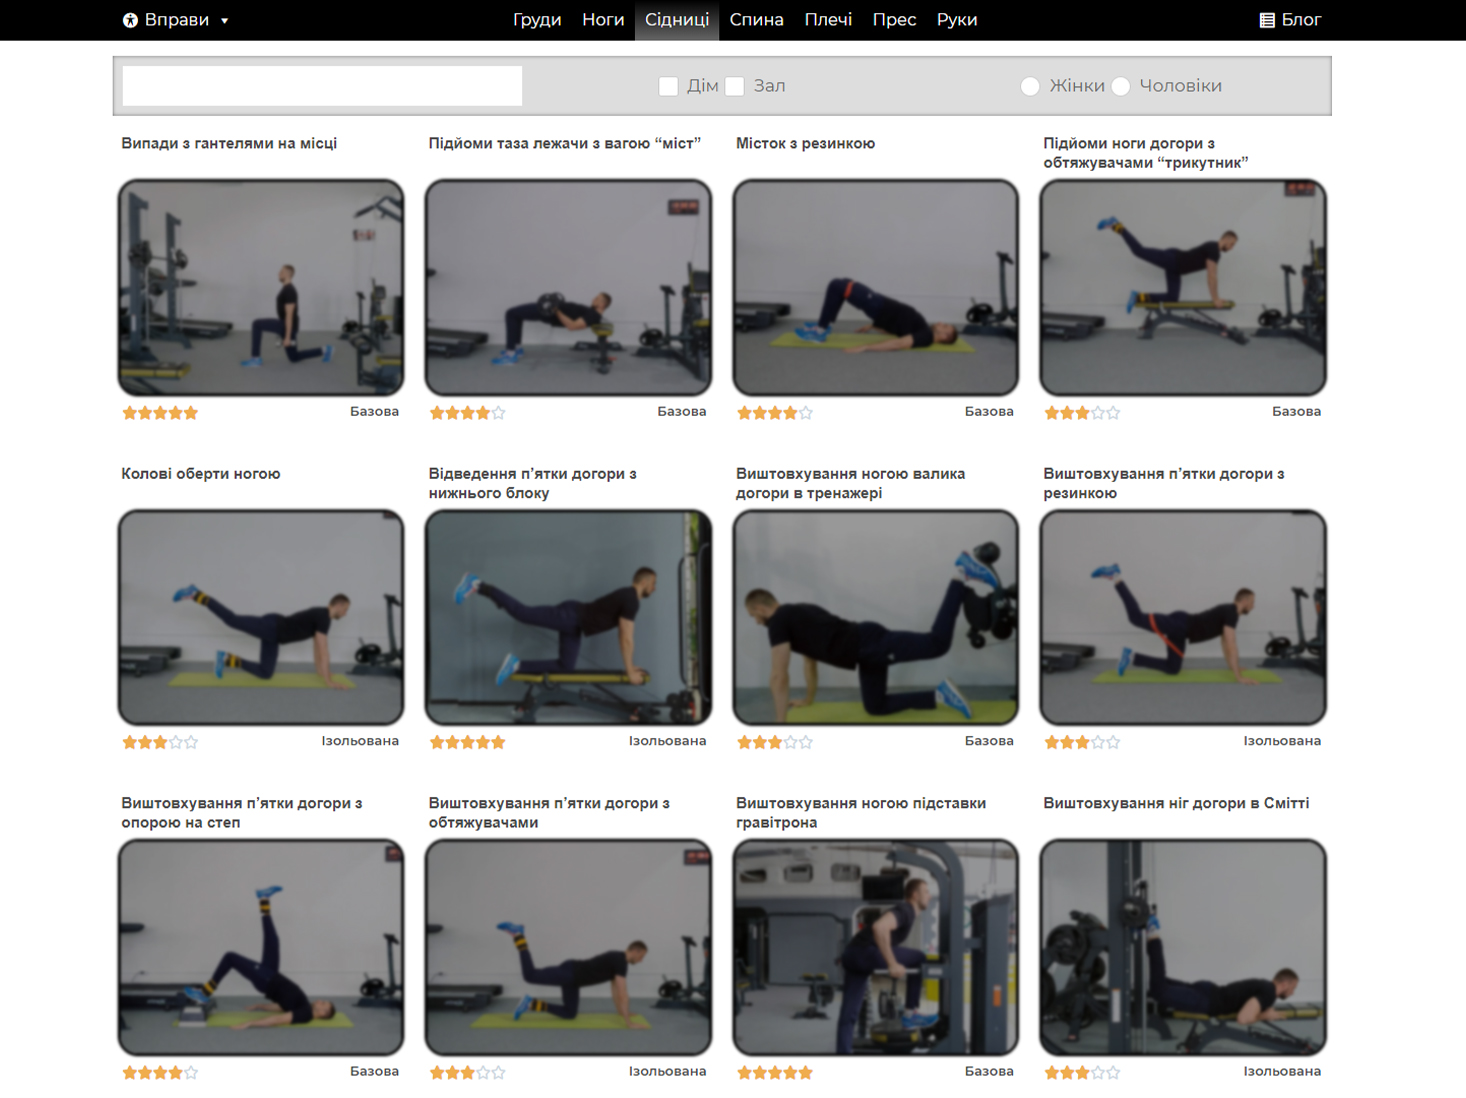 Вправи
Груди Ноги Сідниці Спина Плечі Прес Руки
Блог
Дім Зал
Жінки Чоловіки
Випади з гантелями на місці
Базова
Підйоми таза лежачи з вагою “міст”
Базова
Місток з резинкою
Базова
Підйоми ноги догори з
обтяжувачами “трикутник”
Базова
Колові оберти ногою
Ізольована
Відведення п’ятки догори з
нижнього блоку
Ізольована
Виштовхування ногою валика
догори в тренажері
Базова
Виштовхування п’ятки догори з
резинкою
Ізольована
Виштовхування п’ятки догори з
опорою на степ
Базова
Виштовхування п’ятки догори з
обтяжувачами
Ізольована
Виштовхування ногою підставки
гравітрона
Базова
Виштовхування ніг догори в Смітті
Ізольована